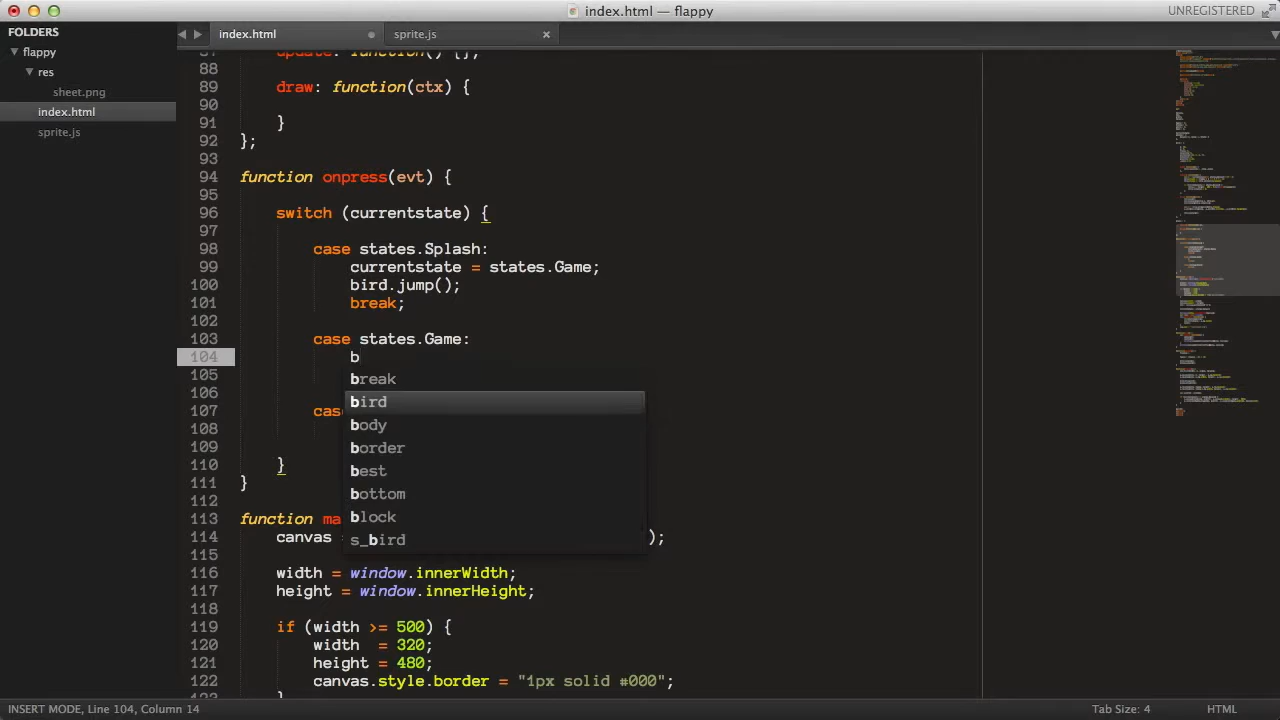 index.html — flappy
UNREGISTERED
FOLDERS
flappy
res
sheet.png
index.html
sprite.js
index.html
sprite.js
87 update: function() {};
88
89 draw: function(ctx) {
90
91 }
92 };
93
94 function onpress(evt) {
95
96 switch (currentstate) {
97
98 case states.Splash:
99 currentstate = states.Game;
100 bird.jump();
101 break;
102
103 case states.Game:
104 b
105 break
106 bird
107 case body
108 border
109 best
110 } bottom
111 } block
112 s_bird
113 function ma
114 canvas = );
115
116 width = window.innerWidth;
117 height = window.innerHeight;
118
119 if (width >= 500) {
120 width = 320;
121 height = 480;
122 canvas.style.border = "1px solid #000";
123 }
INSERT MODE, Line 104, Column 14
Tab Size: 4
HTML